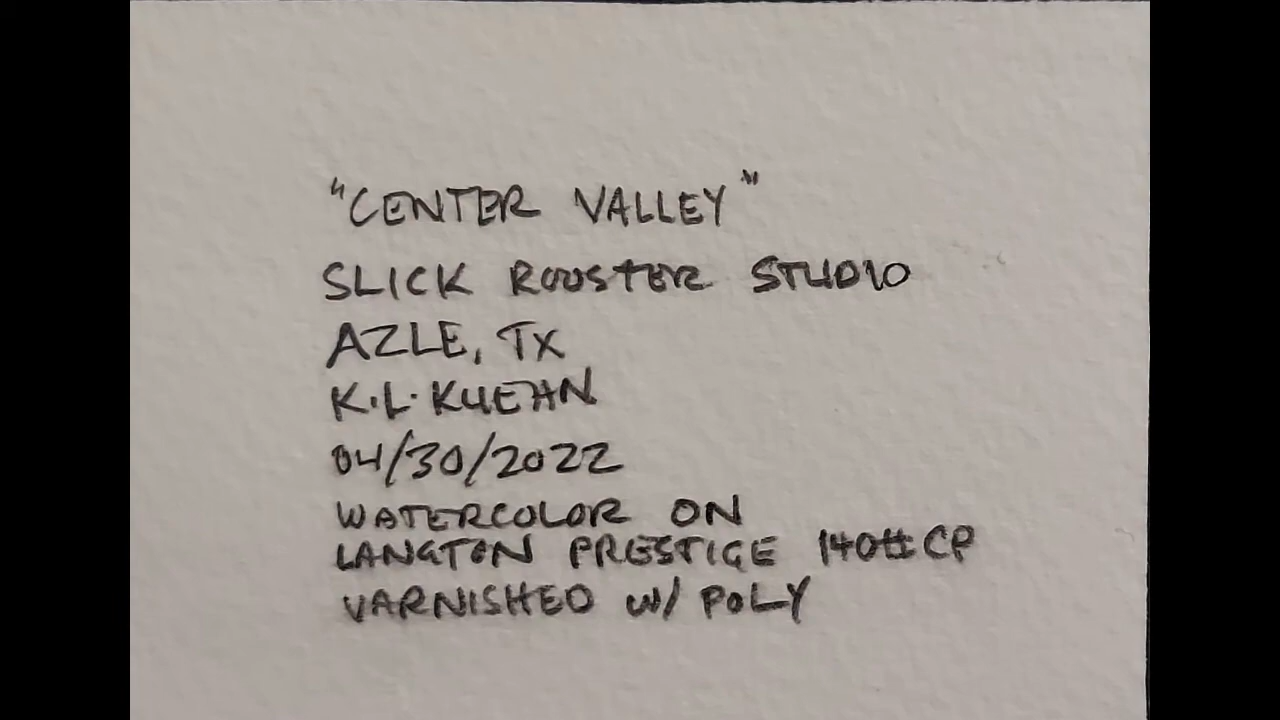 "CENTER VALLEY"
SLICK ROOSTER STUDIO
AZLE, TX
K.L. KUEHN
04/30/2022
WATERCOLOR ON
LANGTON PRESTIGE 140# CP
VARNISHED W/ POLY